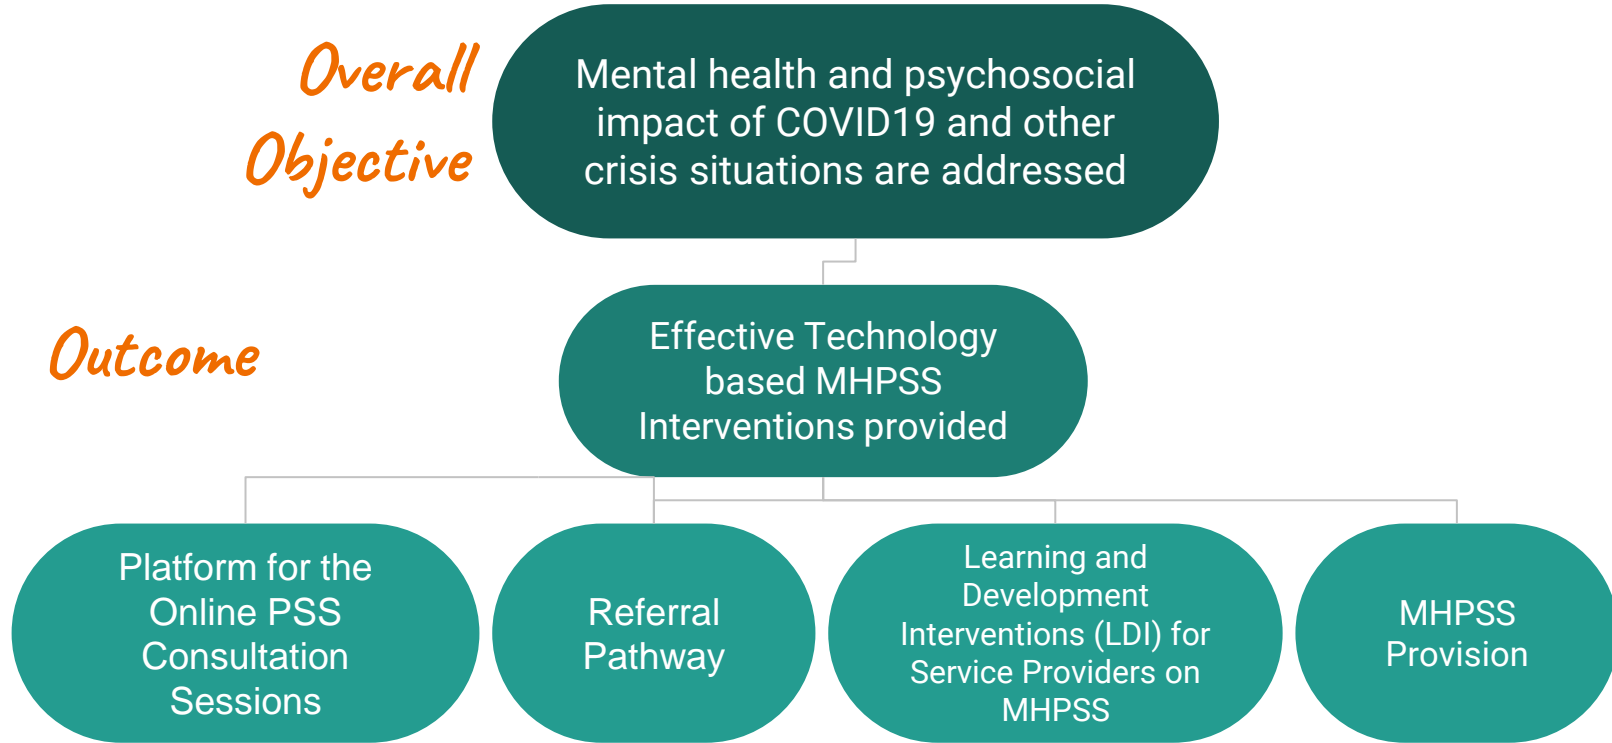 Overall
Objective
Mental health and psychosocial
impact of COVID19 and other
crisis situations are addressed
Outcome
Effective Technology
based MHPSS
Interventions provided
Platform for the
Online PSS
Consultation
Sessions
Referral
Pathway
Learning and
Development
Interventions (LDI) for
Service Providers on
MHPSS
MHPSS
Provision